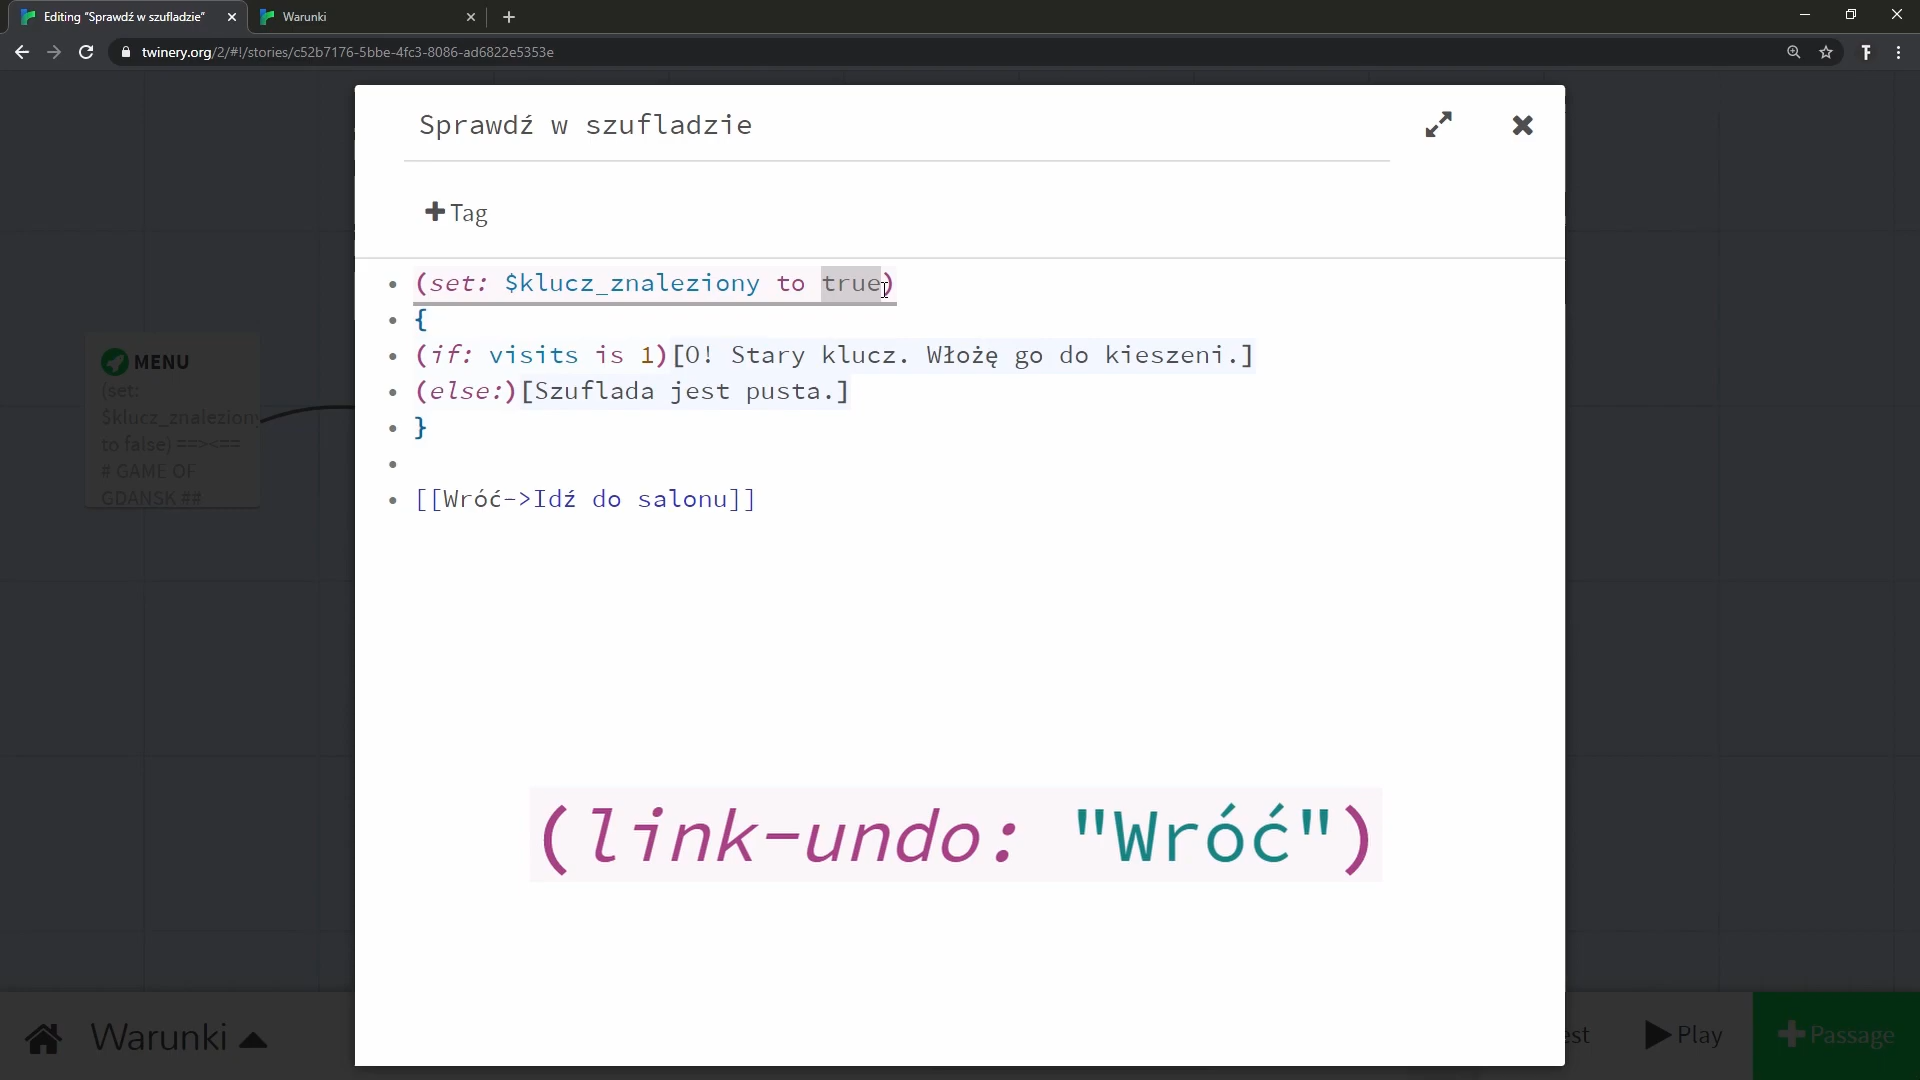 Editing "Sprawdź w szufladzie"
Warunki
twinery.org/2/#!/stories/c52b7176-5bbe-4fc3-8086-ad6822e5353e
Sprawdź w szufladzie
Tag
(set: $klucz_znaleziony to true)
{
(if: visits is 1)[O! Stary klucz. Włożę go do kieszeni.]
(else:)[Szuflada jest pusta.]
}
[[Wróć->Idź do salonu]]
MENU
(set:
$klucz_znaleziony
to false) ==><==
# GAME OF
GDANSK ##
(link-undo: "Wróć")
Warunki
est
Play
Passage